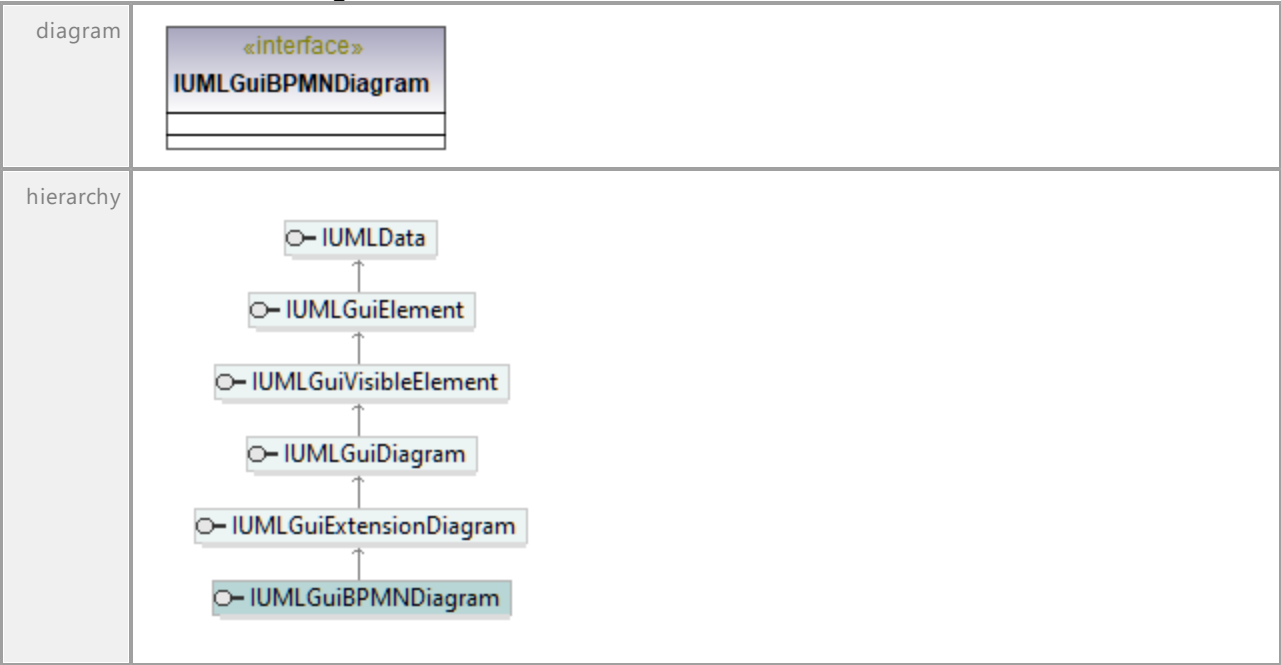 diagram
«interface»
IUMLGuiBPMNDiagram
hierarchy
IUMLData
IUMLGuiElement
IUMLGuiVisibleElement
IUMLGuiDiagram
IUMLGuiExtensionDiagram
IUMLGuiBPMNDiagram